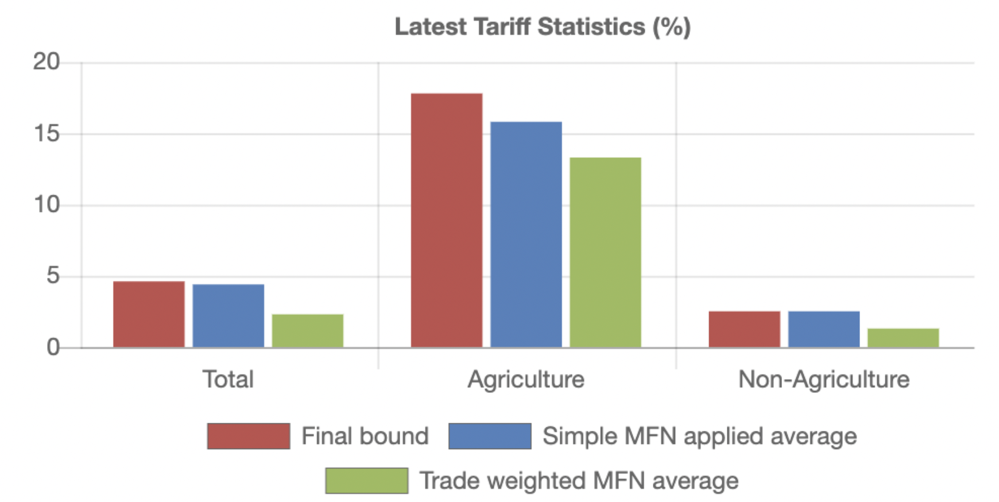 Latest Tariff Statistics (%)
20
15
10
5
0
Total Agriculture Non-Agriculture
Final bound Simple MFN applied average
Trade weighted MFN average